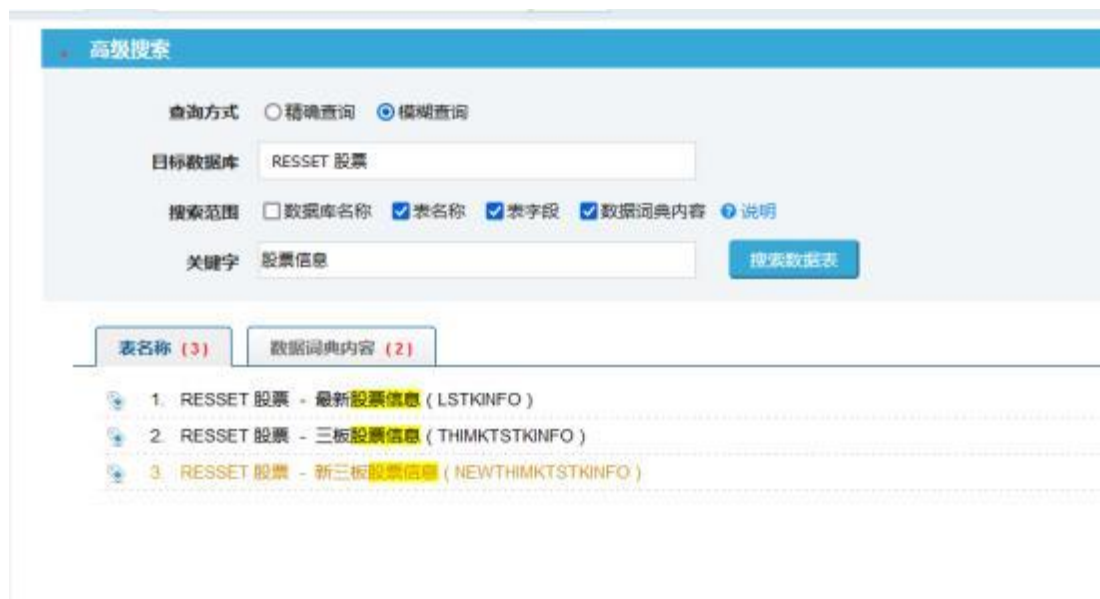 高级搜索
查询方式 精确查询 模糊查询
目标数据库 RESSET 股票
搜索范围 数据库名称 表名称 表字段 数据词典内容 ? 说明
关键字 股票信息 搜索数据表
表名称 (3) 数据词典内容 (2)
1. RESSET 股票 - 最新股票信息 ( LSTKINFO )
2. RESSET 股票 - 三板股票信息 ( THIMKTSTKINFO )
3. RESSET 股票 - 新三板股票信息 ( NEWTHIMKTSTKINFO )